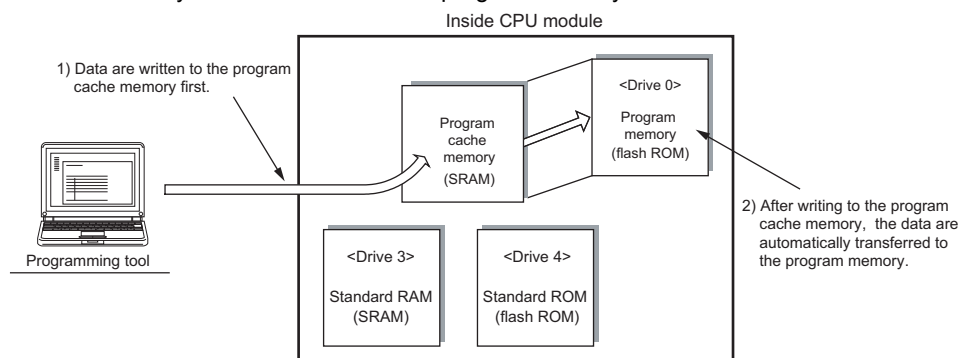 Inside CPU module
1) Data are written to the program
cache memory first.
Program
cache
memory
(SRAM)
<Drive 0>
Program
memory
(flash ROM)
2) After writing to the program
cache memory, the data are
automatically transferred to
the program memory.
Programming tool
<Drive 3>
Standard RAM
(SRAM)
<Drive 4>
Standard ROM
(flash ROM)